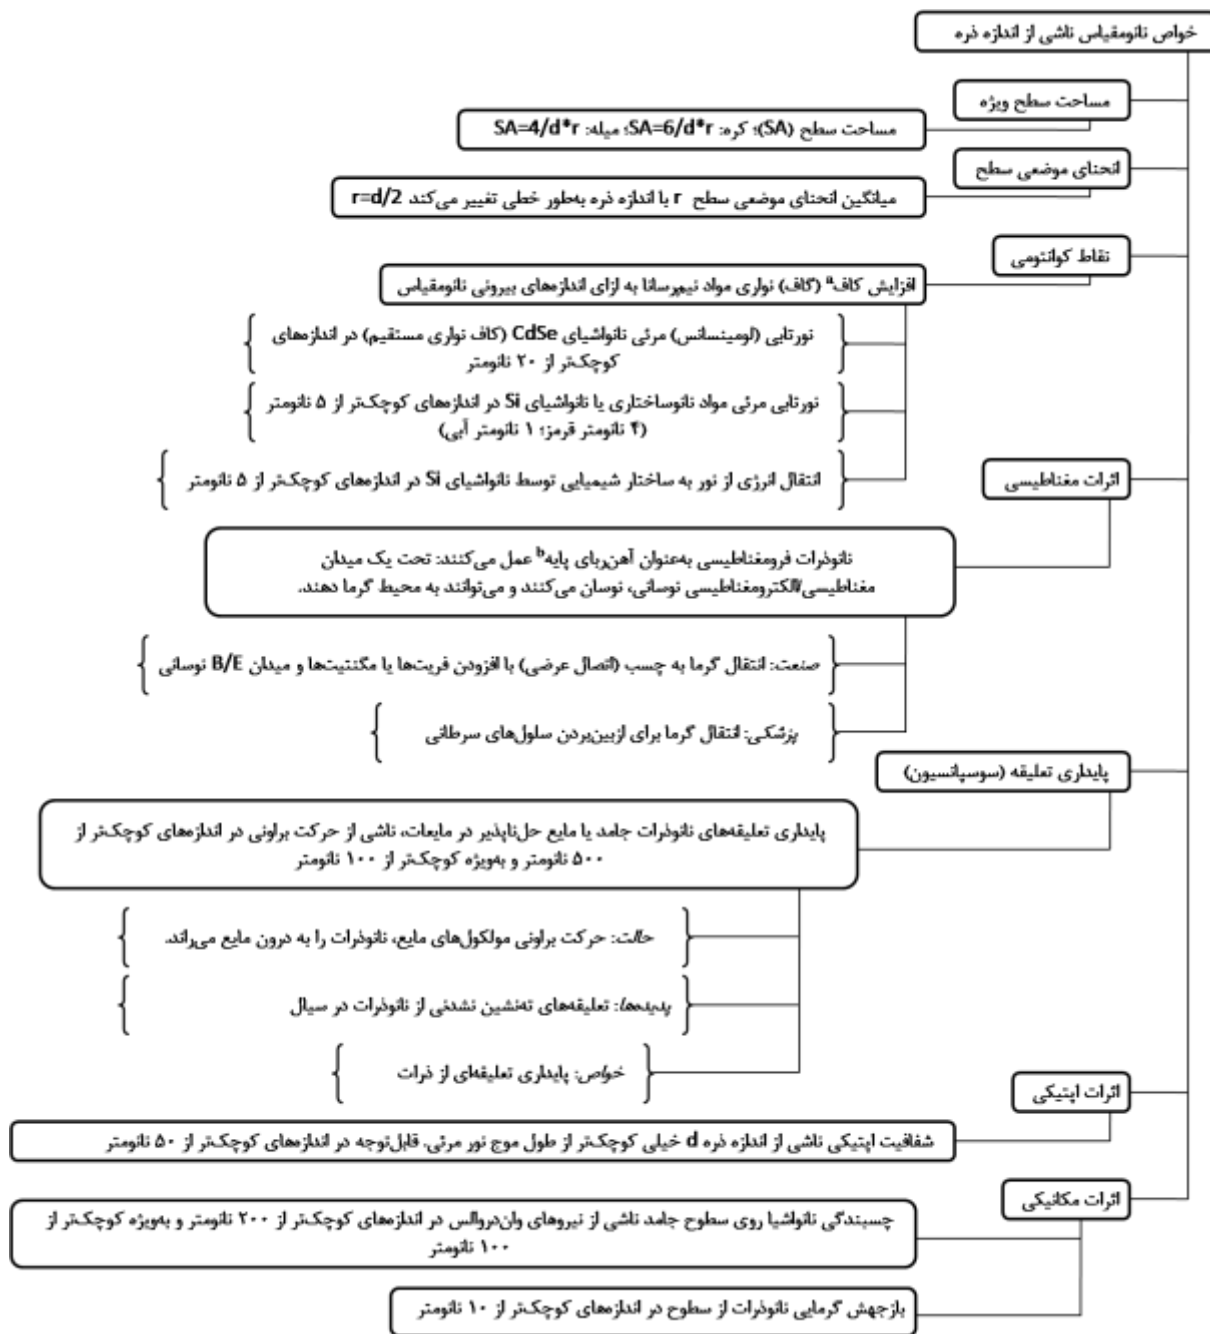 خواص نانومقیاس ناشی از اندازه ذره
مساحت سطح ویژه
مساحت سطح (SA)؛ کره: SA=6/d*r؛ میله: SA=4/d*r
انحنای موضعی سطح
میانگین انحنای موضعی سطح r با اندازه ذره به‌طور خطی تغییر می‌کند r=d/2
نقاط کوانتومی
افزایش کاف^a (گاف) نواری مواد نیم‌رسانا به ازای اندازه‌های بیرونی نانومقیاس
نورتابی (لومینسانس) مرئی نانواشیای CdSe (کاف نواری مستقیم) در اندازه‌های
کوچک‌تر از ۲۰ نانومتر
نورتابی مرئی مواد نانوساختاری یا نانواشیای Si در اندازه‌های کوچک‌تر از ۵ نانومتر
(۴ نانومتر قرمز؛ ۱ نانومتر آبی)
انتقال انرژی از نور به ساختار شیمیایی توسط نانواشیای Si در اندازه‌های کوچک‌تر از ۵ نانومتر
اثرات مغناطیسی
نانوذرات فرومغناطیسی به‌عنوان آهن‌ربای پایه^b عمل می‌کنند: تحت یک میدان
مغناطیسی/الکترومغناطیسی نوسانی، نوسان می‌کنند و می‌توانند به محیط گرما دهند.
صنعت: انتقال گرما به چسب (اتصال عرضی) با افزودن فریت‌ها یا مگنتیت‌ها و میدان B/E نوسانی
پزشکی: انتقال گرما برای ازبین‌بردن سلول‌های سرطانی
پایداری تعلیقه (سوسپانسیون)
پایداری تعلیقه‌های نانوذرات جامد یا مایع حل‌ناپذیر در مایعات، ناشی از حرکت براونی در اندازه‌های کوچک‌تر از
۵۰۰ نانومتر و به‌ویژه کوچک‌تر از ۱۰۰ نانومتر
حالت: حرکت براونی مولکول‌های مایع، نانوذرات را به درون مایع می‌راند.
پدیده‌ها: تعلیقه‌های ته‌نشین نشدنی از نانوذرات در سیال
خواص: پایداری تعلیقه‌ای از ذرات
اثرات اپتیکی
شفافیت اپتیکی ناشی از اندازه ذره d خیلی کوچک‌تر از طول موج نور مرئی. قابل‌توجه در اندازه‌های کوچک‌تر از ۵۰ نانومتر
اثرات مکانیکی
چسبندگی نانواشیا روی سطوح جامد ناشی از نیروهای وان‌دروالس در اندازه‌های کوچک‌تر از ۲۰۰ نانومتر و به‌ویژه کوچک‌تر از
۱۰۰ نانومتر
بازجهش گرمایی نانوذرات از سطوح در اندازه‌های کوچک‌تر از ۱۰ نانومتر